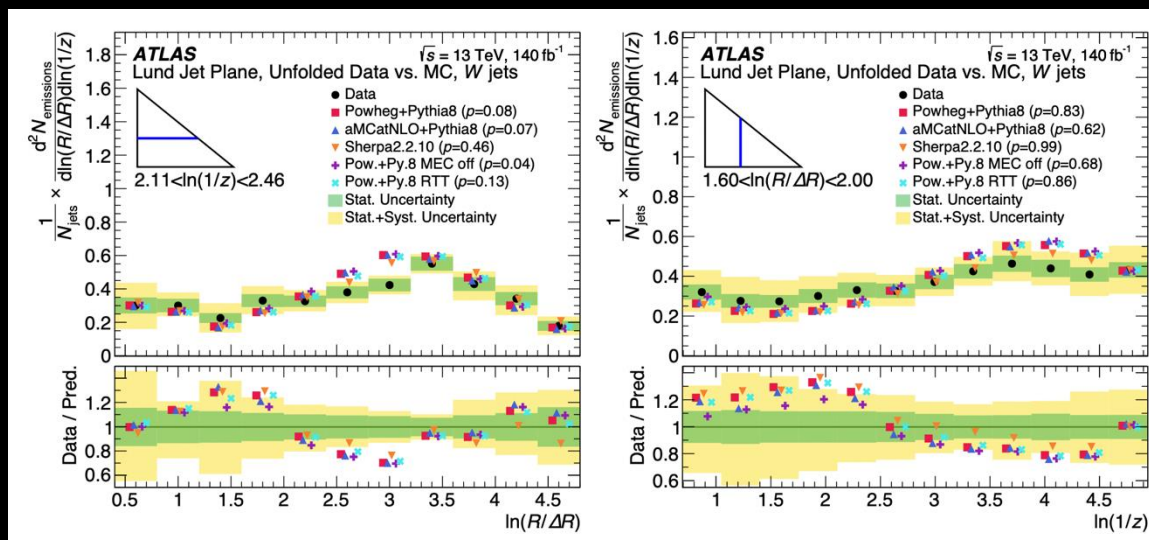 ATLAS √s = 13 TeV, 140 fb⁻¹
Lund Jet Plane, Unfolded Data vs. MC, W jets
Data
Powheg+Pythia8 (p=0.08)
aMCatNLO+Pythia8 (p=0.07)
Sherpa2.2.10 (p=0.46)
Pow.+Py.8 MEC off (p=0.04)
Pow.+Py.8 RTT (p=0.13)
Stat. Uncertainty
Stat.+Syst. Uncertainty
2.11<ln(1/z)<2.46
1/N_jets × d²N_emissions/dln(R/ΔR)dln(1/z)
1.8
1.6
1.4
1.2
1
0.8
0.6
0.4
0.2
0
Data / Pred.
1.2
1
0.8
0.6
0.5 1 1.5 2 2.5 3 3.5 4 4.5
ln(R/ΔR)
ATLAS √s = 13 TeV, 140 fb⁻¹
Lund Jet Plane, Unfolded Data vs. MC, W jets
Data
Powheg+Pythia8 (p=0.83)
aMCatNLO+Pythia8 (p=0.62)
Sherpa2.2.10 (p=0.99)
Pow.+Py.8 MEC off (p=0.68)
Pow.+Py.8 RTT (p=0.86)
Stat. Uncertainty
Stat.+Syst. Uncertainty
1.60<ln(R/ΔR)<2.00
1/N_jets × d²N_emissions/dln(R/ΔR)dln(1/z)
1.6
1.4
1.2
1
0.8
0.6
0.4
0.2
0
Data / Pred.
1.4
1.2
1
0.8
0.6
1 1.5 2 2.5 3 3.5 4 4.5
ln(1/z)